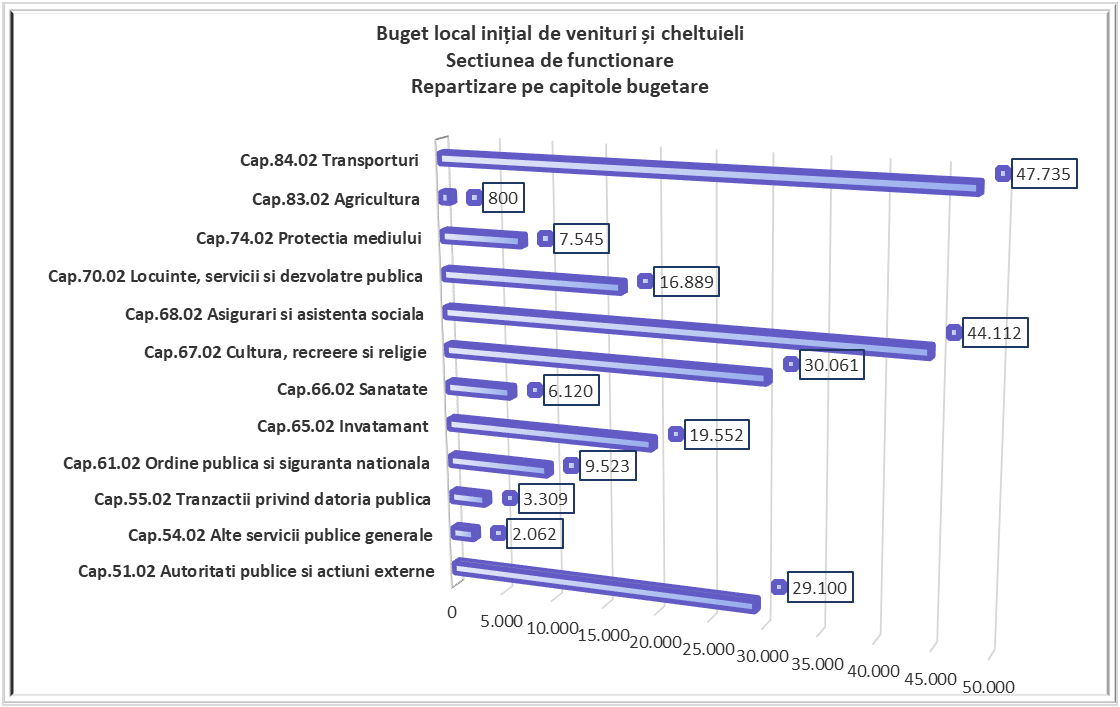 Buget local inițial de venituri și cheltuieli
Sectiunea de functionare
Repartizare pe capitole bugetare
Cap.84.02 Transporturi 47.735
Cap.83.02 Agricultura 800
Cap.74.02 Protectia mediului 7.545
Cap.70.02 Locuinte, servicii si dezvolatre publica 16.889
Cap.68.02 Asigurari si asistenta sociala 44.112
Cap.67.02 Cultura, recreere si religie 30.061
Cap.66.02 Sanatate 6.120
Cap.65.02 Invatamant 19.552
Cap.61.02 Ordine publica si siguranta nationala 9.523
Cap.55.02 Tranzactii privind datoria publica 3.309
Cap.54.02 Alte servicii publice generale 2.062
Cap.51.02 Autoritati publice si actiuni externe 29.100
0 5.000 10.000 15.000 20.000 25.000 30.000 35.000 40.000 45.000 50.000